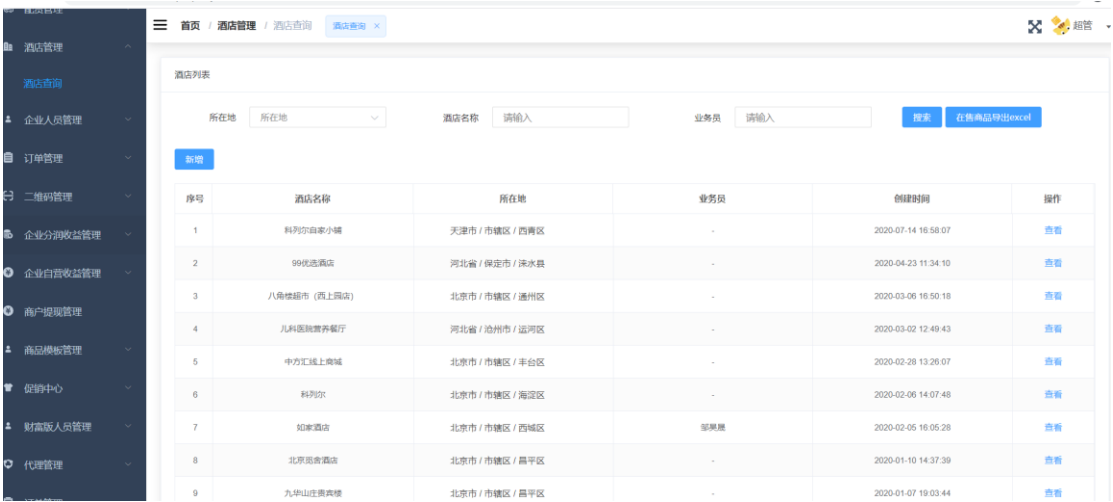 首页 / 酒店管理 / 酒店查询 酒店查询 ×
超管
酒店管理
酒店查询
企业人员管理
订单管理
二维码管理
企业分润收益管理
企业自营收益管理
商户提现管理
商品模板管理
促销中心
财富版人员管理
代理管理
酒店列表
所在地 所在地 酒店名称 请输入 业务员 请输入 搜索 在售商品导出excel
新增
序号 酒店名称 所在地 业务员 创建时间 操作
1 科列尔自家小铺 天津市 / 市辖区 / 西青区 - 2020-07-14 16:58:07 查看
2 99优选酒店 河北省 / 保定市 / 涞水县 - 2020-04-23 11:34:10 查看
3 八角楼超市（西上园店） 北京市 / 市辖区 / 通州区 - 2020-03-06 16:50:18 查看
4 儿科医院营养餐厅 河北省 / 沧州市 / 运河区 - 2020-03-02 12:49:43 查看
5 中方汇线上商城 北京市 / 市辖区 / 丰台区 - 2020-02-28 13:26:07 查看
6 科列尔 北京市 / 市辖区 / 海淀区 - 2020-02-06 14:07:48 查看
7 如家酒店 北京市 / 市辖区 / 西城区 2020-02-05 16:05:28 查看
8 北京觅舍酒店 北京市 / 市辖区 / 昌平区 - 2020-01-10 14:37:39 查看
9 九华山庄贵宾楼 北京市 / 市辖区 / 昌平区 - 2020-01-07 19:03:44 查看